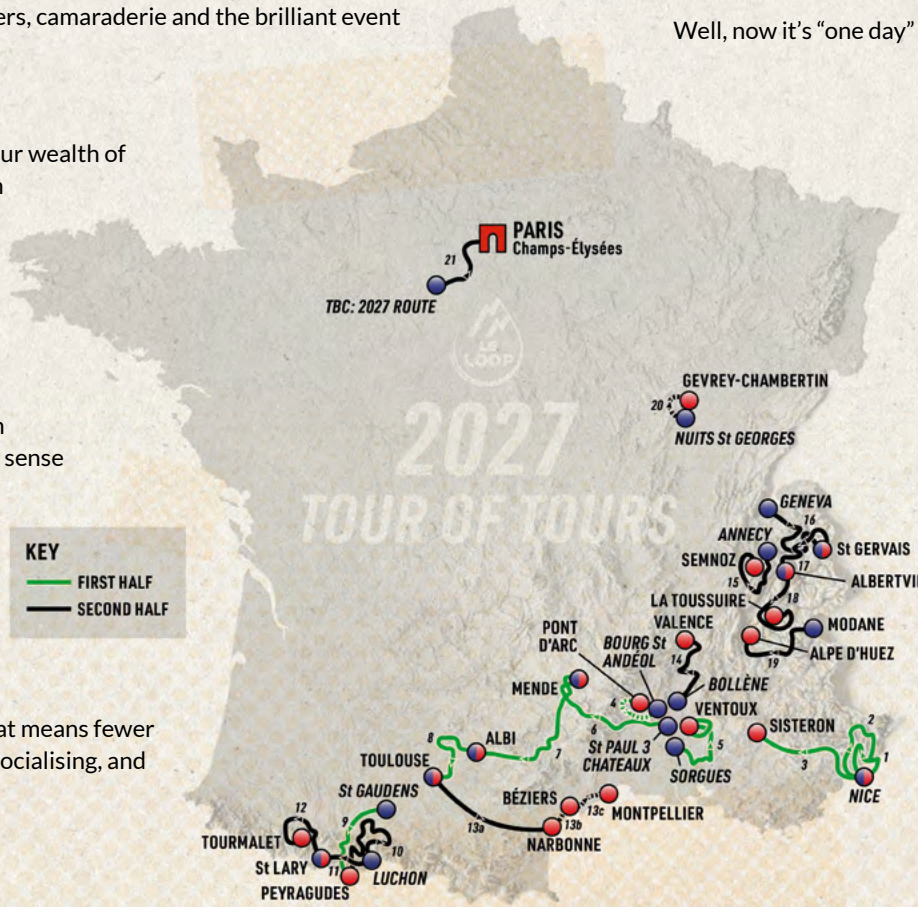 ers, camaraderie and the brilliant event
Well, now it's "one day"
ur wealth of
sense
at means fewer
ocialising, and
PARIS
Champs-Élysées
21
TBC: 2027 ROUTE
LE
LOOP
2027
TOUR OF TOURS
GEVREY-CHAMBERTIN
20
NUITS St GEORGES
KEY
FIRST HALF
SECOND HALF
GENEVA
16
ANNECY
St GERVAIS
SEMNOZ
17
ALBERTVI
15
18
LA TOUSSUIRE
MODANE
VALENCE
ALPE D'HUEZ
19
PONT
D'ARC
BOURG St
ANDÉOL
14
BOLLÈNE
MENDE
4
VENTOUX
SISTERON
2
1
3
NICE
6
5
St PAUL 3
CHATEAUX
SORGUES
8
ALBI
7
TOULOUSE
St GAUDENS
BÉZIERS
MONTPELLIER
13a
13b
13c
NARBONNE
12
9
10
TOURMALET
St LARY
11
LUCHON
PEYRAGUDES